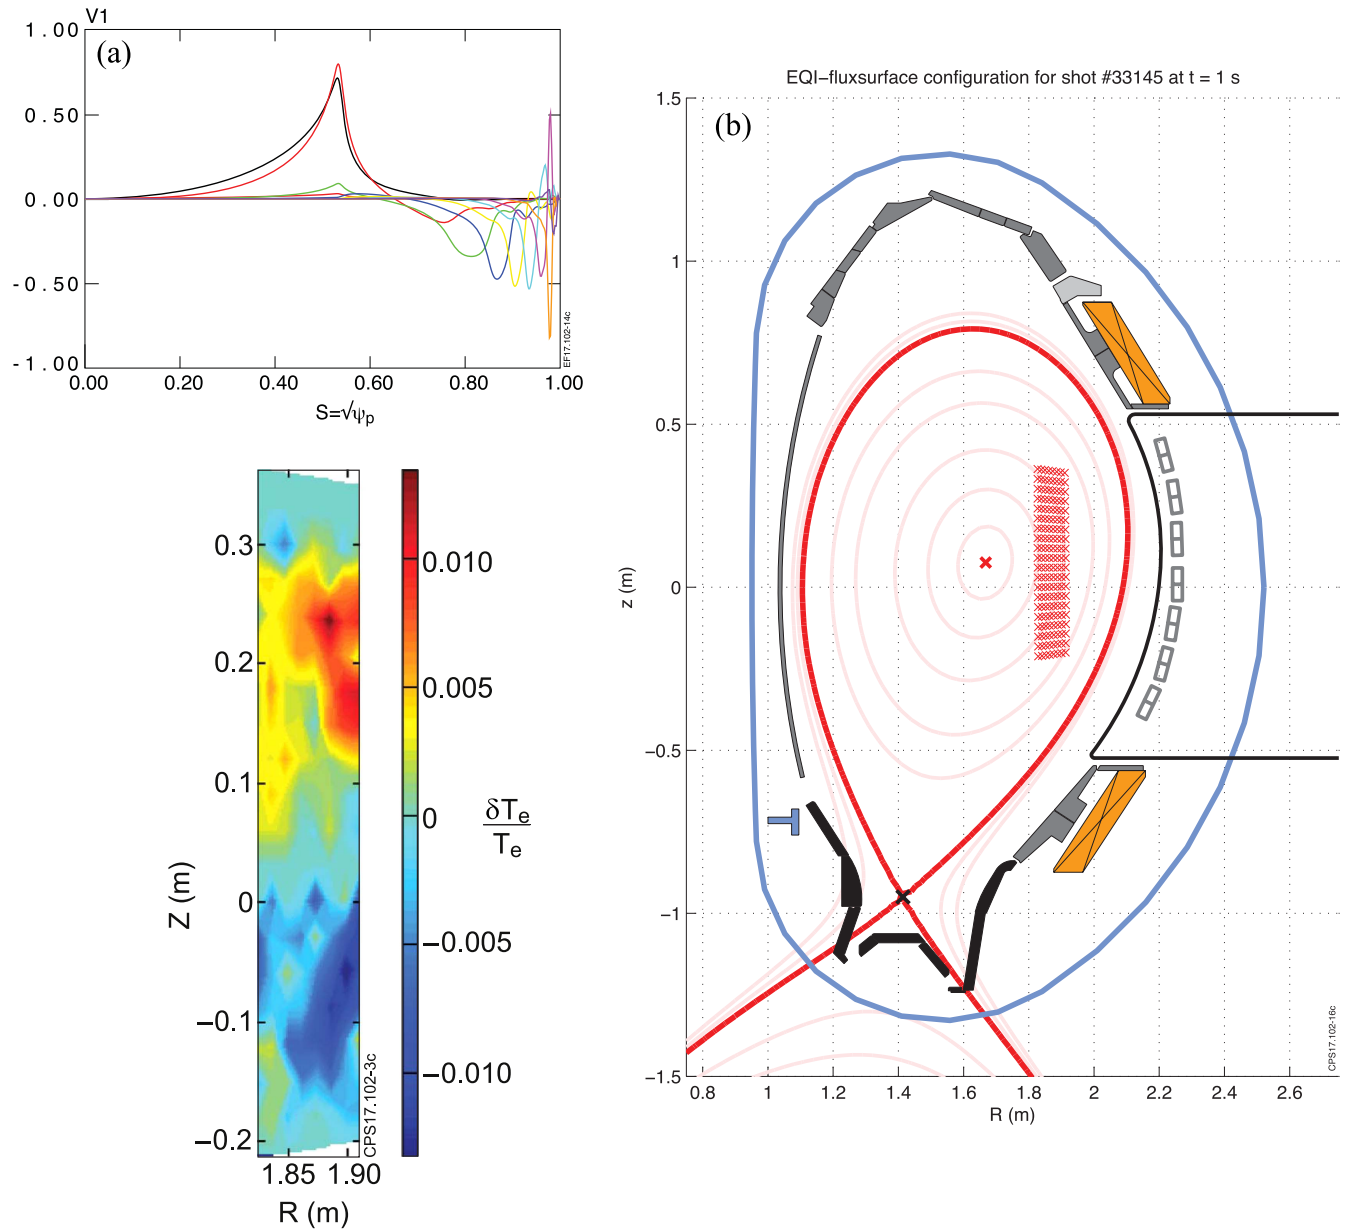 V1
(a)
1.00
0.50
0.00
-0.50
-1.00
0.00 0.20 0.40 0.60 0.80 1.00
S=√ψp
EF17.102-14c
0.3
0.2
0.1
0
−0.1
−0.2
Z (m)
1.85 1.90
R (m)
CPS17.102-3c
0.010
0.005
0
−0.005
−0.010
δTe
Te
EQI−fluxsurface configuration for shot #33145 at t = 1 s
(b)
1.5
1
0.5
0
−0.5
−1
−1.5
z (m)
0.8 1 1.2 1.4 1.6 1.8 2 2.2 2.4 2.6
R (m)
CPS17.102-16c